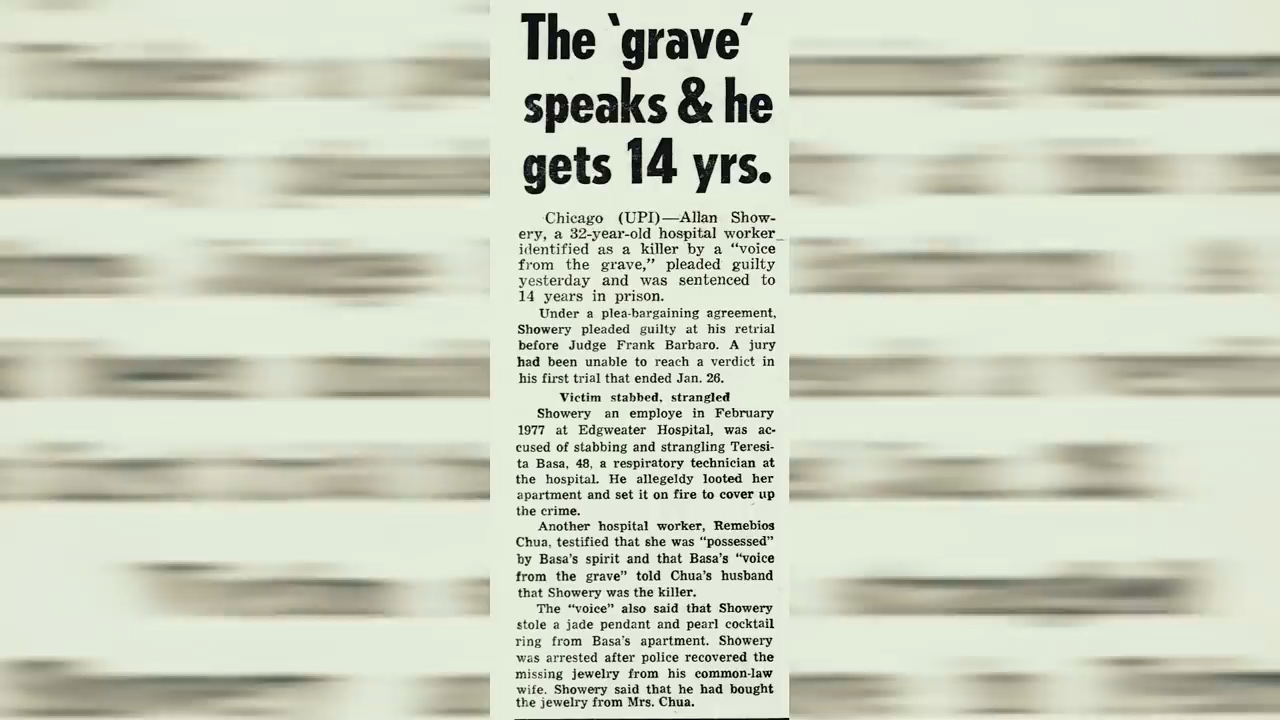 The 'grave'
speaks & he
gets 14 yrs.
Chicago (UPI)—Allan Show-
ery, a 32-year-old hospital worker
identified as a killer by a "voice
from the grave," pleaded guilty
yesterday and was sentenced to
14 years in prison.
Under a plea-bargaining agreement,
Showery pleaded guilty at his retrial
before Judge Frank Barbaro. A jury
had been unable to reach a verdict in
his first trial that ended Jan. 26.
Victim stabbed, strangled
Showery an employe in February
1977 at Edgweater Hospital, was ac-
cused of stabbing and strangling Teresi-
ta Basa, 48, a respiratory technician at
the hospital. He allegeldy looted her
apartment and set it on fire to cover up
the crime.
Another hospital worker, Remebios
Chua, testified that she was "possessed"
by Basa's spirit and that Basa's "voice
from the grave" told Chua's husband
that Showery was the killer.
The "voice" also said that Showery
stole a jade pendant and pearl cocktail
ring from Basa's apartment. Showery
was arrested after police recovered the
missing jewelry from his common-law
wife. Showery said that he had bought
the jewelry from Mrs. Chua.